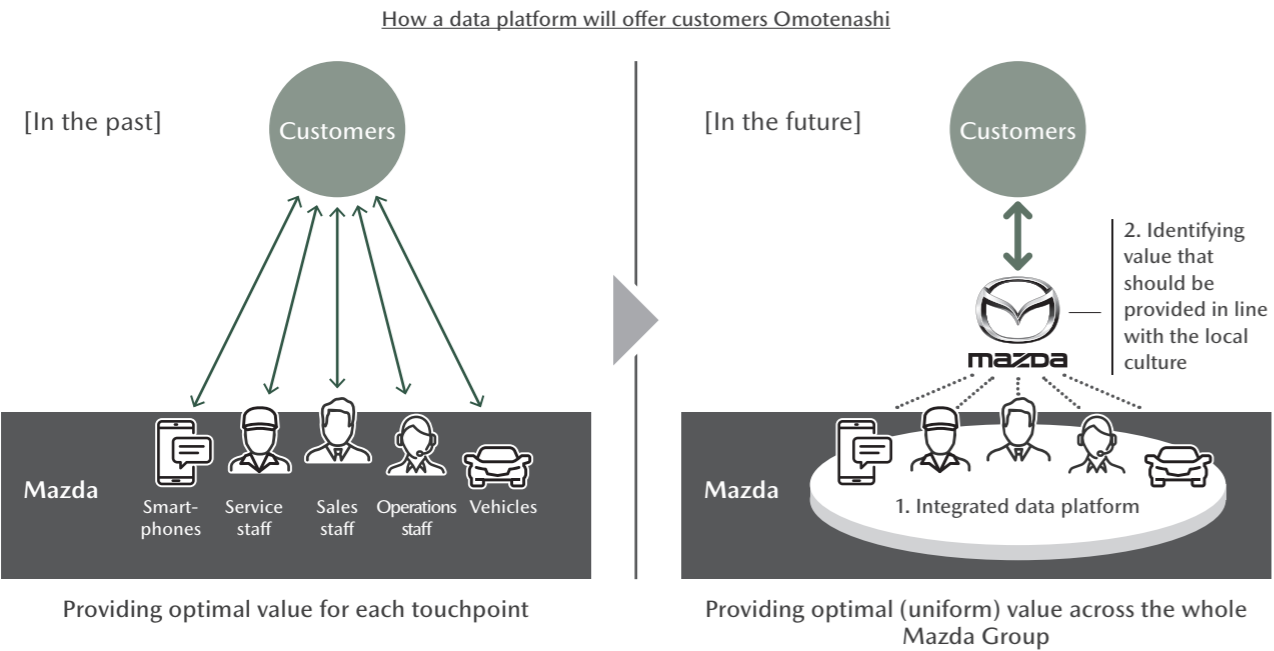 How a data platform will offer customers Omotenashi
[In the past]
Customers
Mazda
Smart-
phones
Service
staff
Sales
staff
Operations
staff
Vehicles
Providing optimal value for each touchpoint
[In the future]
Customers
2. Identifying
value that
should be
provided in line
with the local
culture
mazda
Mazda
1. Integrated data platform
Providing optimal (uniform) value across the whole
Mazda Group